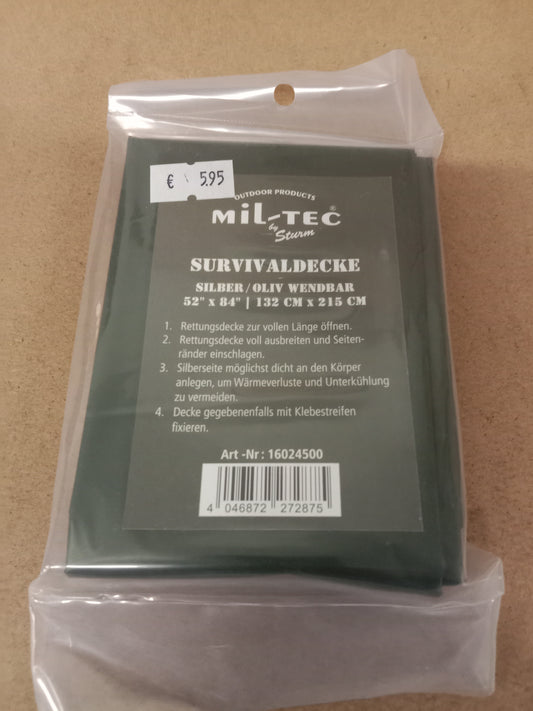 € 5.95
OUTDOOR PRODUCTS
MiL-TEC®
by Sturm
SURVIVALDECKE
SILBER/OLIV WENDBAR
52" x 84" | 132 CM x 215 CM
1. Rettungsdecke zur vollen Länge öffnen.
2. Rettungsdecke voll ausbreiten und Seiten-
ränder einschlagen.
3. Silberseite möglichst dicht an den Körper
anlegen, um Wärmeverluste und Unterkühlung
zu vermeiden.
4. Decke gegebenenfalls mit Klebestreifen
fixieren.
Art -Nr: 16024500
4 046872 272875